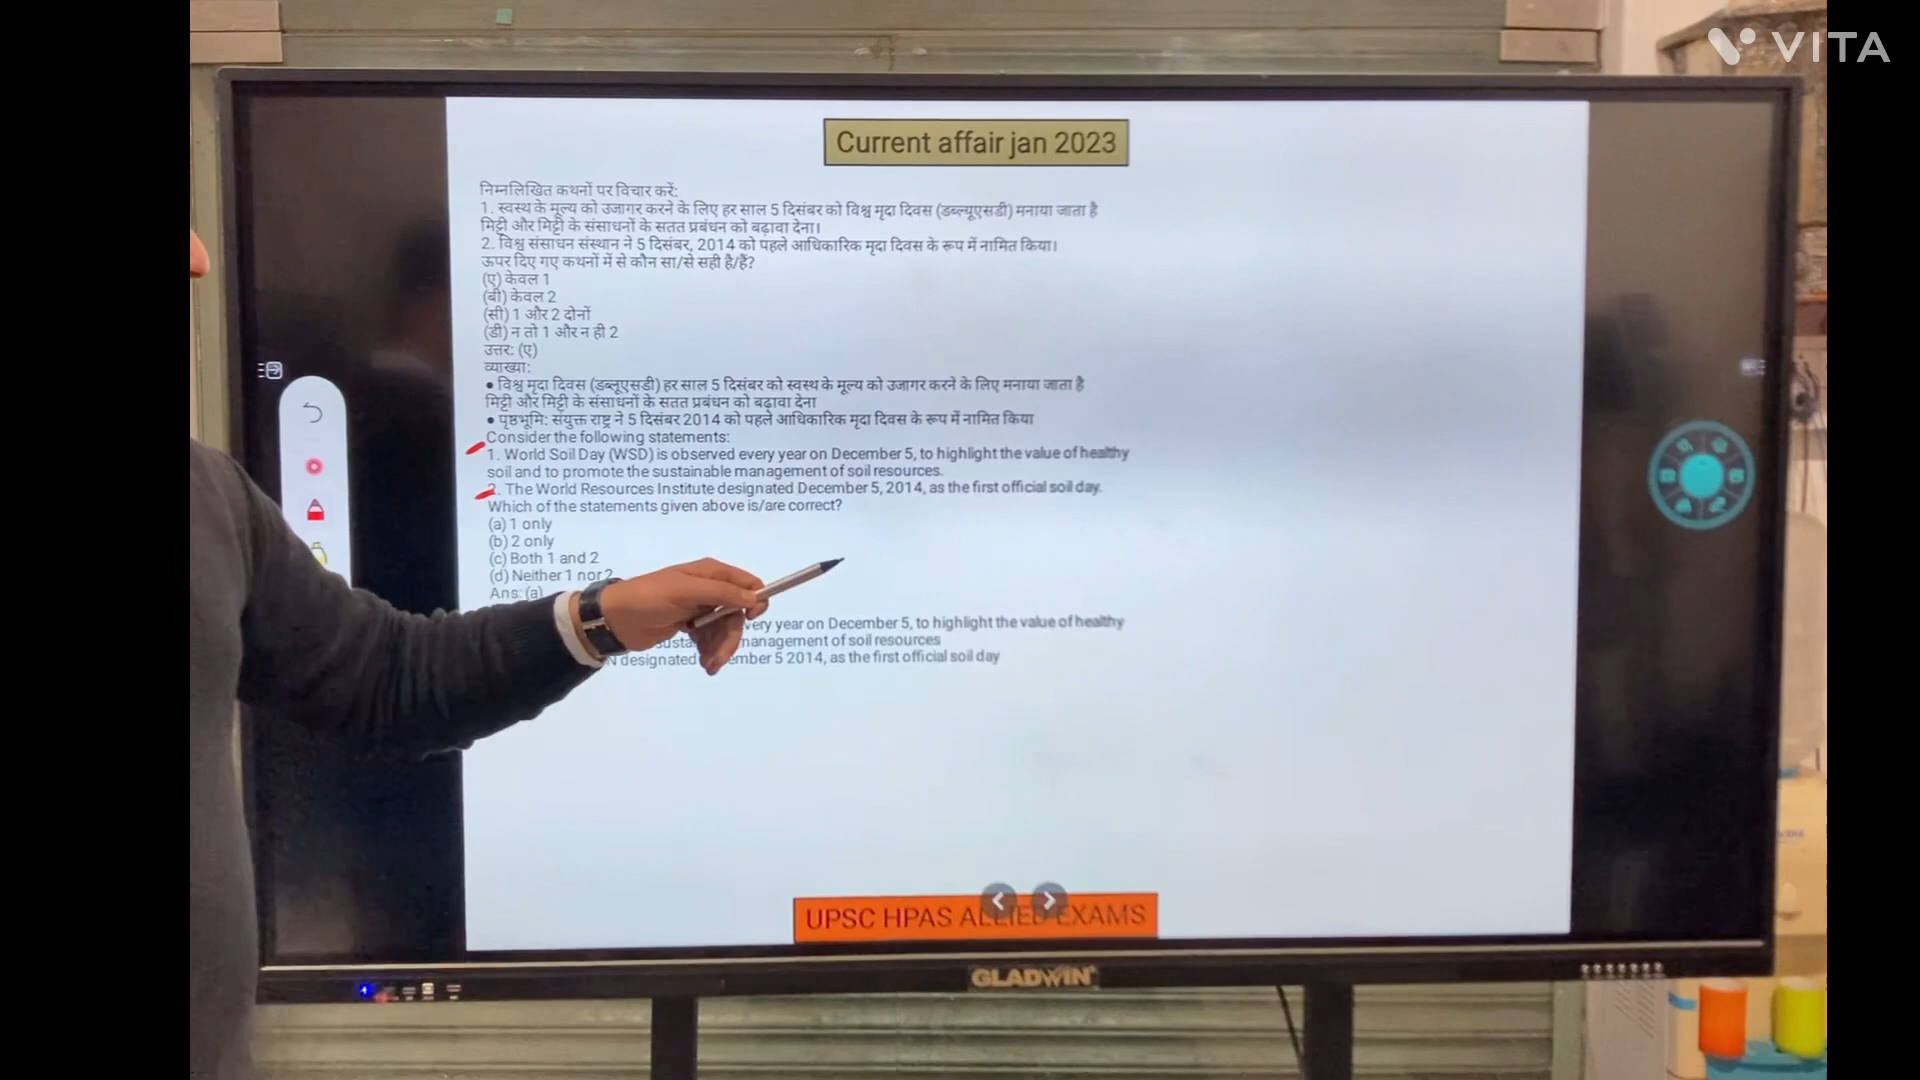 VITA
Current affair jan 2023
निम्नलिखित कथनों पर विचार करें:
1. स्वस्थ के मूल्य को उजागर करने के लिए हर साल 5 दिसंबर को विश्व मृदा दिवस (डब्ल्यूएसडी) मनाया जाता है
मिट्टी और मिट्टी के संसाधनों के सतत प्रबंधन को बढ़ावा देना।
2. विश्व संसाधन संस्थान ने 5 दिसंबर, 2014 को पहले आधिकारिक मृदा दिवस के रूप में नामित किया।
ऊपर दिए गए कथनों में से कौन सा/से सही है/हैं?
(ए) केवल 1
(बी) केवल 2
(सी) 1 और 2 दोनों
(डी) न तो 1 और न ही 2
उत्तर: (ए)
व्याख्या:
• विश्व मृदा दिवस (डब्लूएसडी) हर साल 5 दिसंबर को स्वस्थ के मूल्य को उजागर करने के लिए मनाया जाता है
मिट्टी और मिट्टी के संसाधनों के सतत प्रबंधन को बढ़ावा देना
• पृष्ठभूमि: संयुक्त राष्ट्र ने 5 दिसंबर 2014 को पहले आधिकारिक मृदा दिवस के रूप में नामित किया
Consider the following statements:
1. World Soil Day (WSD) is observed every year on December 5, to highlight the value of healthy
soil and to promote the sustainable management of soil resources.
2. The World Resources Institute designated December 5, 2014, as the first official soil day.
Which of the statements given above is/are correct?
(a) 1 only
(b) 2 only
(c) Both 1 and 2
(d) Neither 1 nor 2
Ans: (a)
very year on December 5, to highlight the value of healthy
management of soil resources
N designated ember 5 2014, as the first official soil day
UPSC HPAS ALLIED EXAMS
GLADWIN